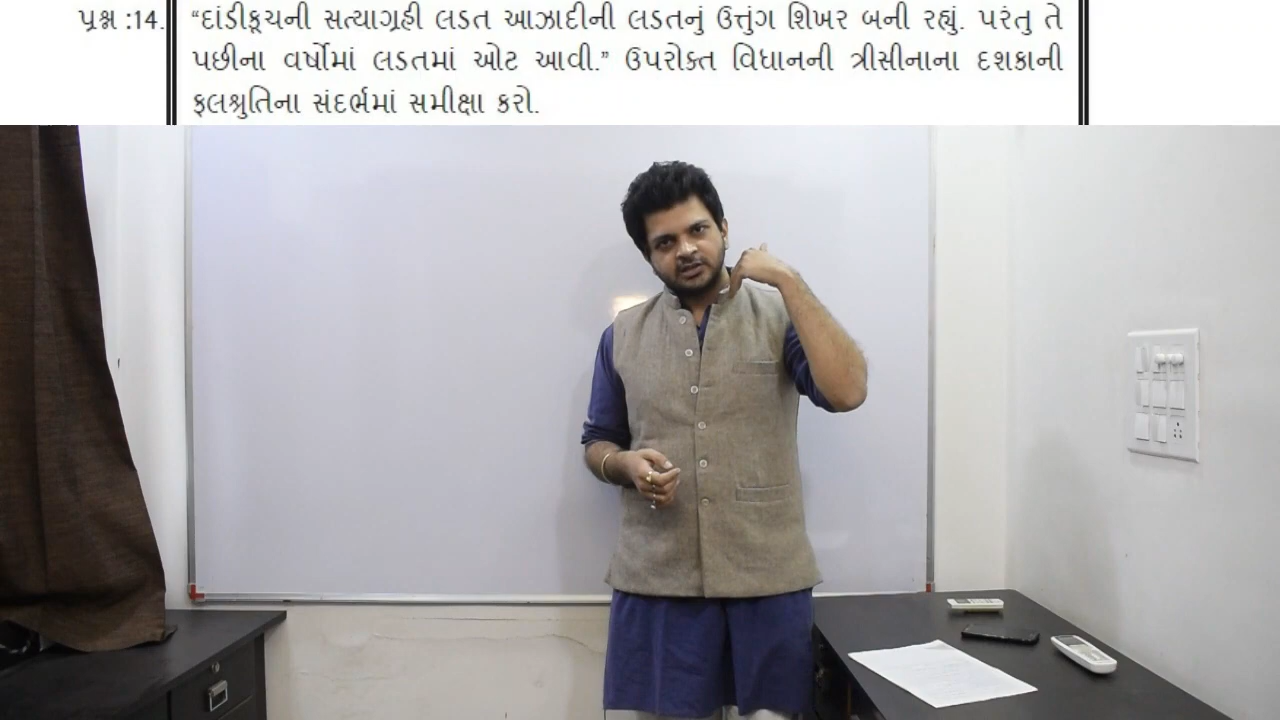 પ્રશ્ન :14. “દાંડીકૂચની સત્યાગ્રહી લડત આઝાદીની લડતનું ઉત્તુંગ શિખર બની રહ્યું. પરંતુ તે
પછીના વર્ષોમાં લડતમાં ઓટ આવી.” ઉપરોક્ત વિધાનની ત્રીસીનાના દશકાની
ફલશ્રુતિના સંદર્ભમાં સમીક્ષા કરો.